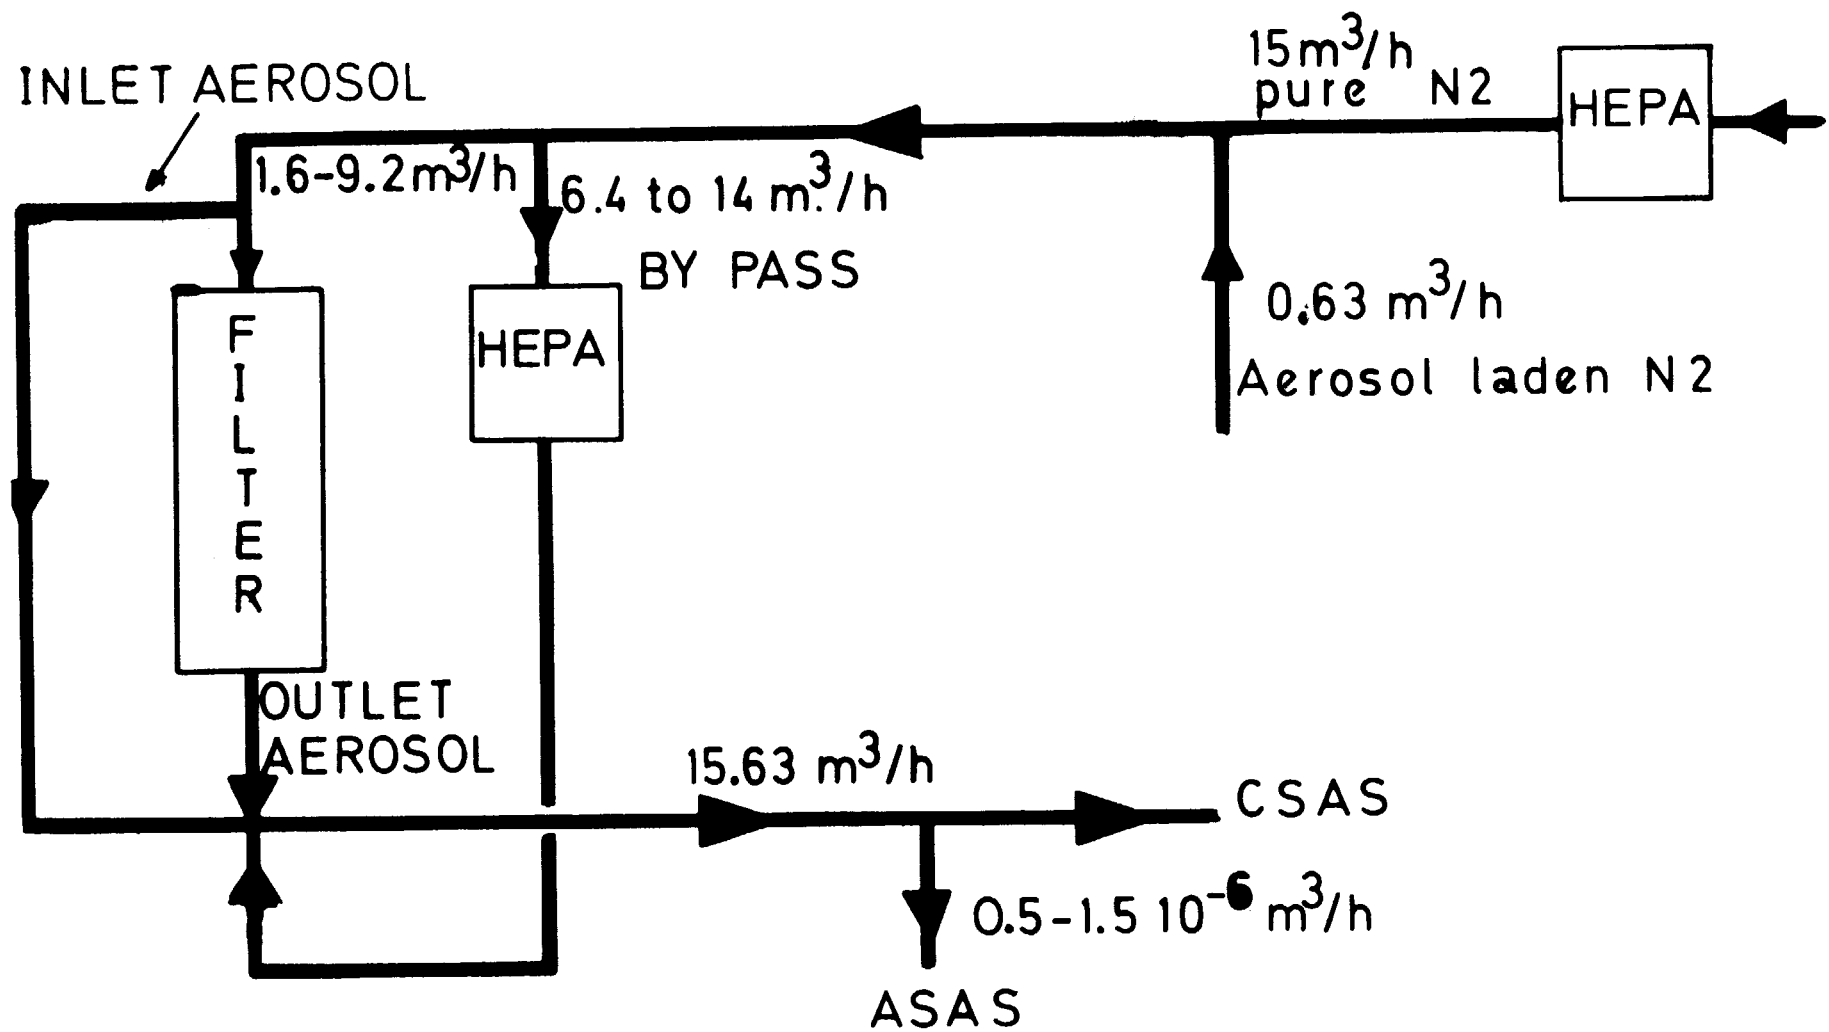 15m³/h
pure N2
HEPA
INLET AEROSOL
1.6-9.2m³/h
6.4 to 14 m³./h
BY PASS
0.63 m³/h
Aerosol laden N2
HEPA
FILTER
OUTLET
AEROSOL
15.63 m³/h
CSAS
0.5-1.5 10⁻⁶ m³/h
ASAS